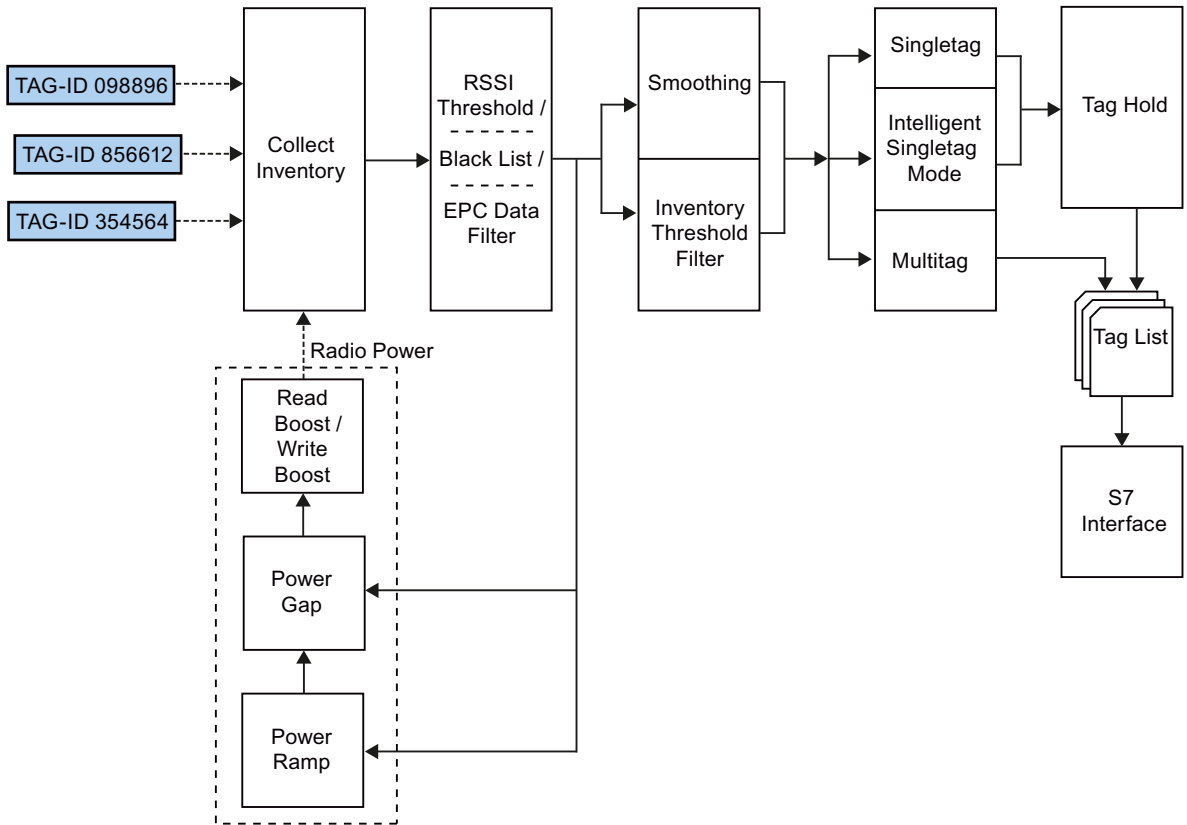 TAG-ID 098896
TAG-ID 856612
TAG-ID 354564
Collect
Inventory
RSSI
Threshold /
Black List /
EPC Data
Filter
Smoothing
Inventory
Threshold
Filter
Singletag
Intelligent
Singletag
Mode
Multitag
Tag Hold
Tag List
S7
Interface
Radio Power
Read
Boost /
Write
Boost
Power
Gap
Power
Ramp